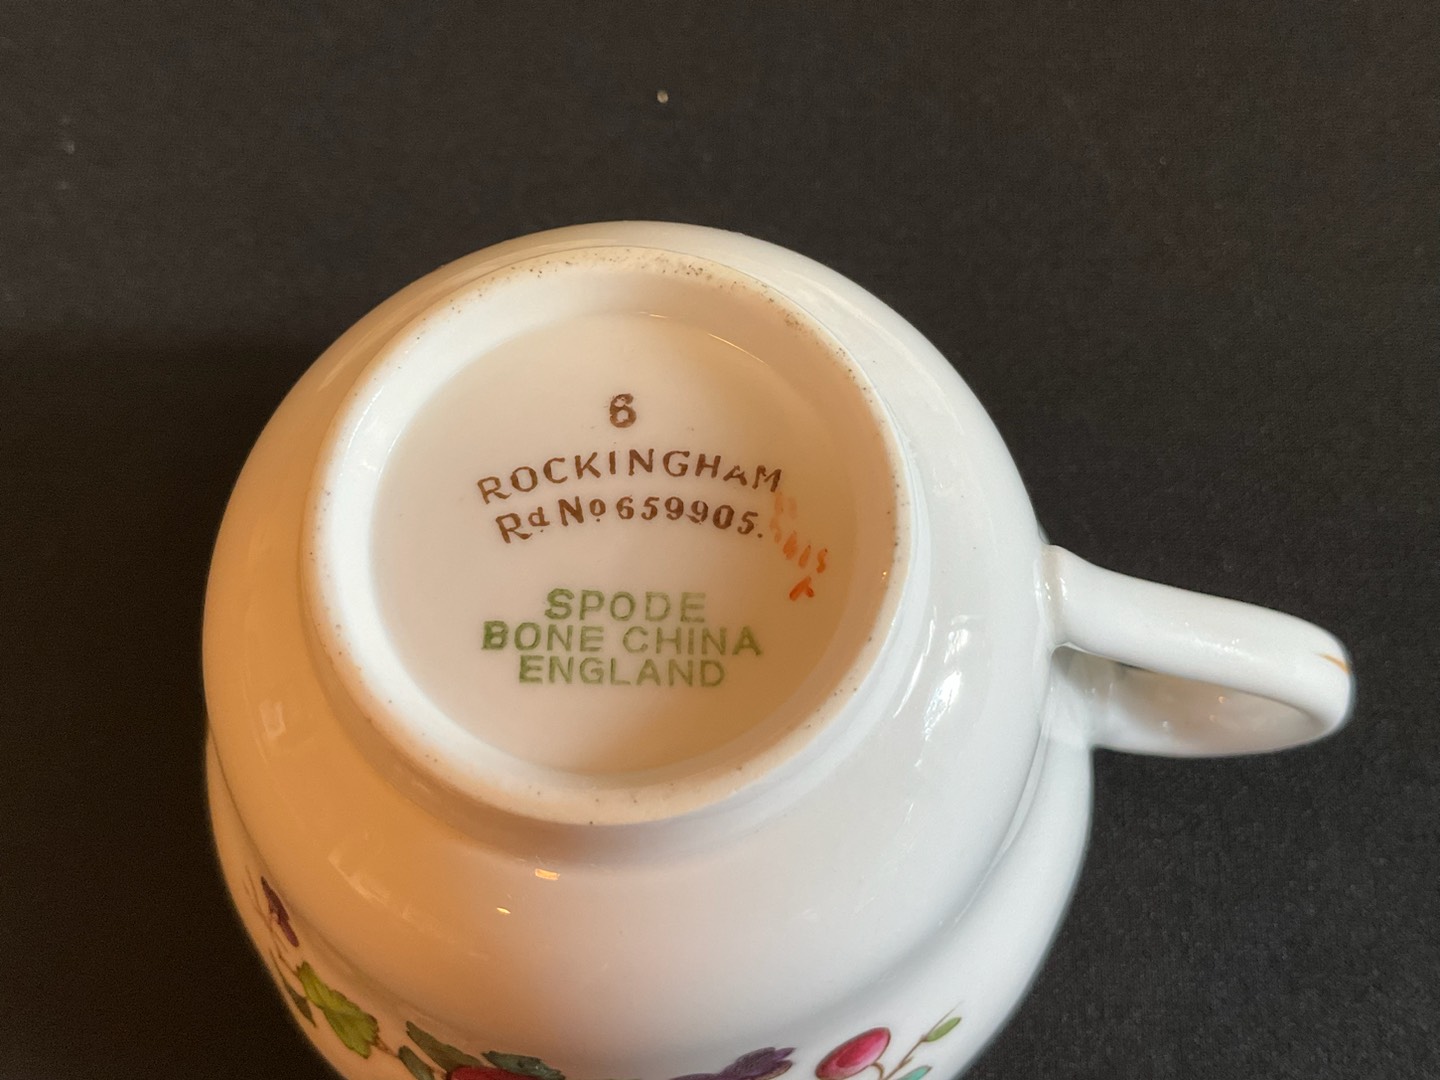 6
ROCKINGHAM
Rd No 659905.
SPODE
BONE CHINA
ENGLAND